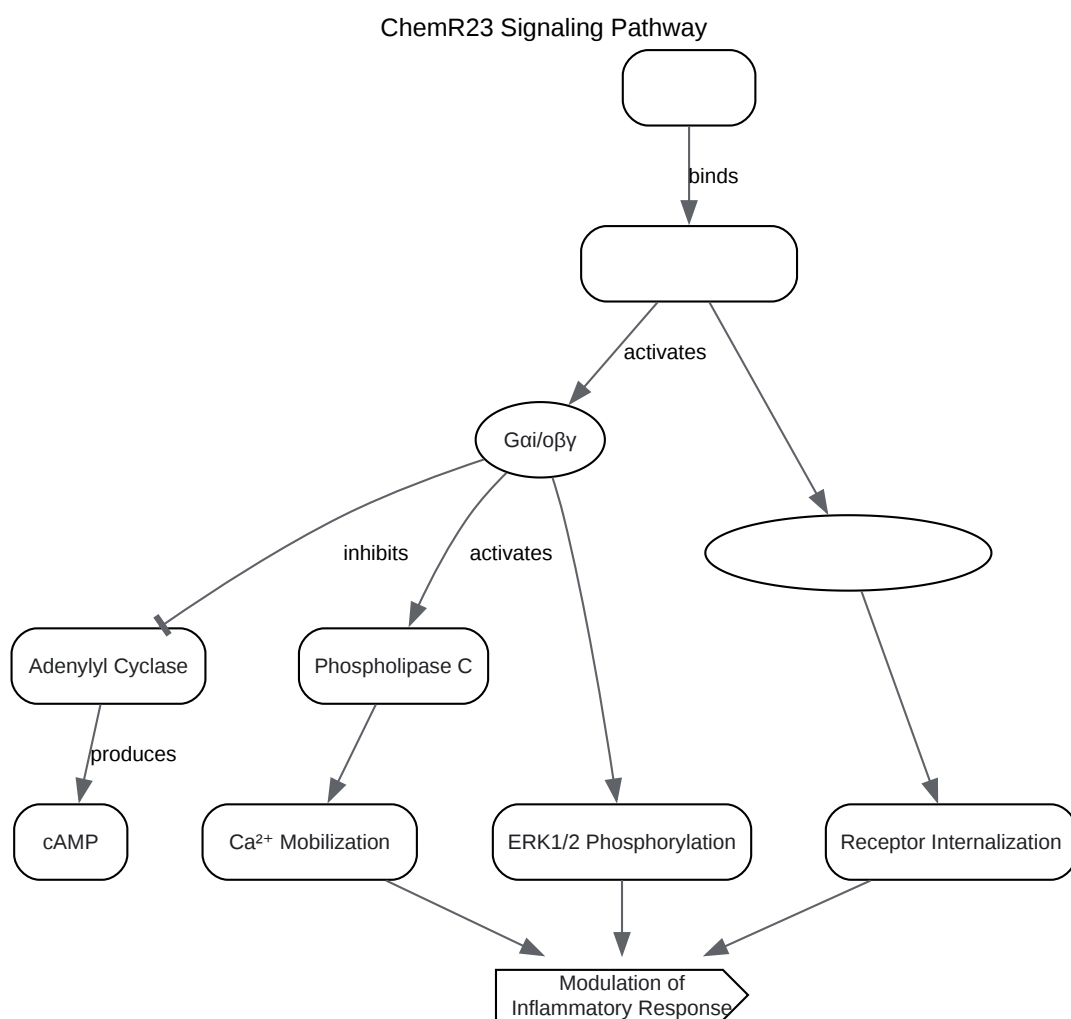 ChemR23 Signaling Pathway
binds
activates
Gαi/oβγ
inhibits
activates
Adenylyl Cyclase
Phospholipase C
produces
cAMP
Ca²⁺ Mobilization
ERK1/2 Phosphorylation
Receptor Internalization
Modulation of
Inflammatory Response